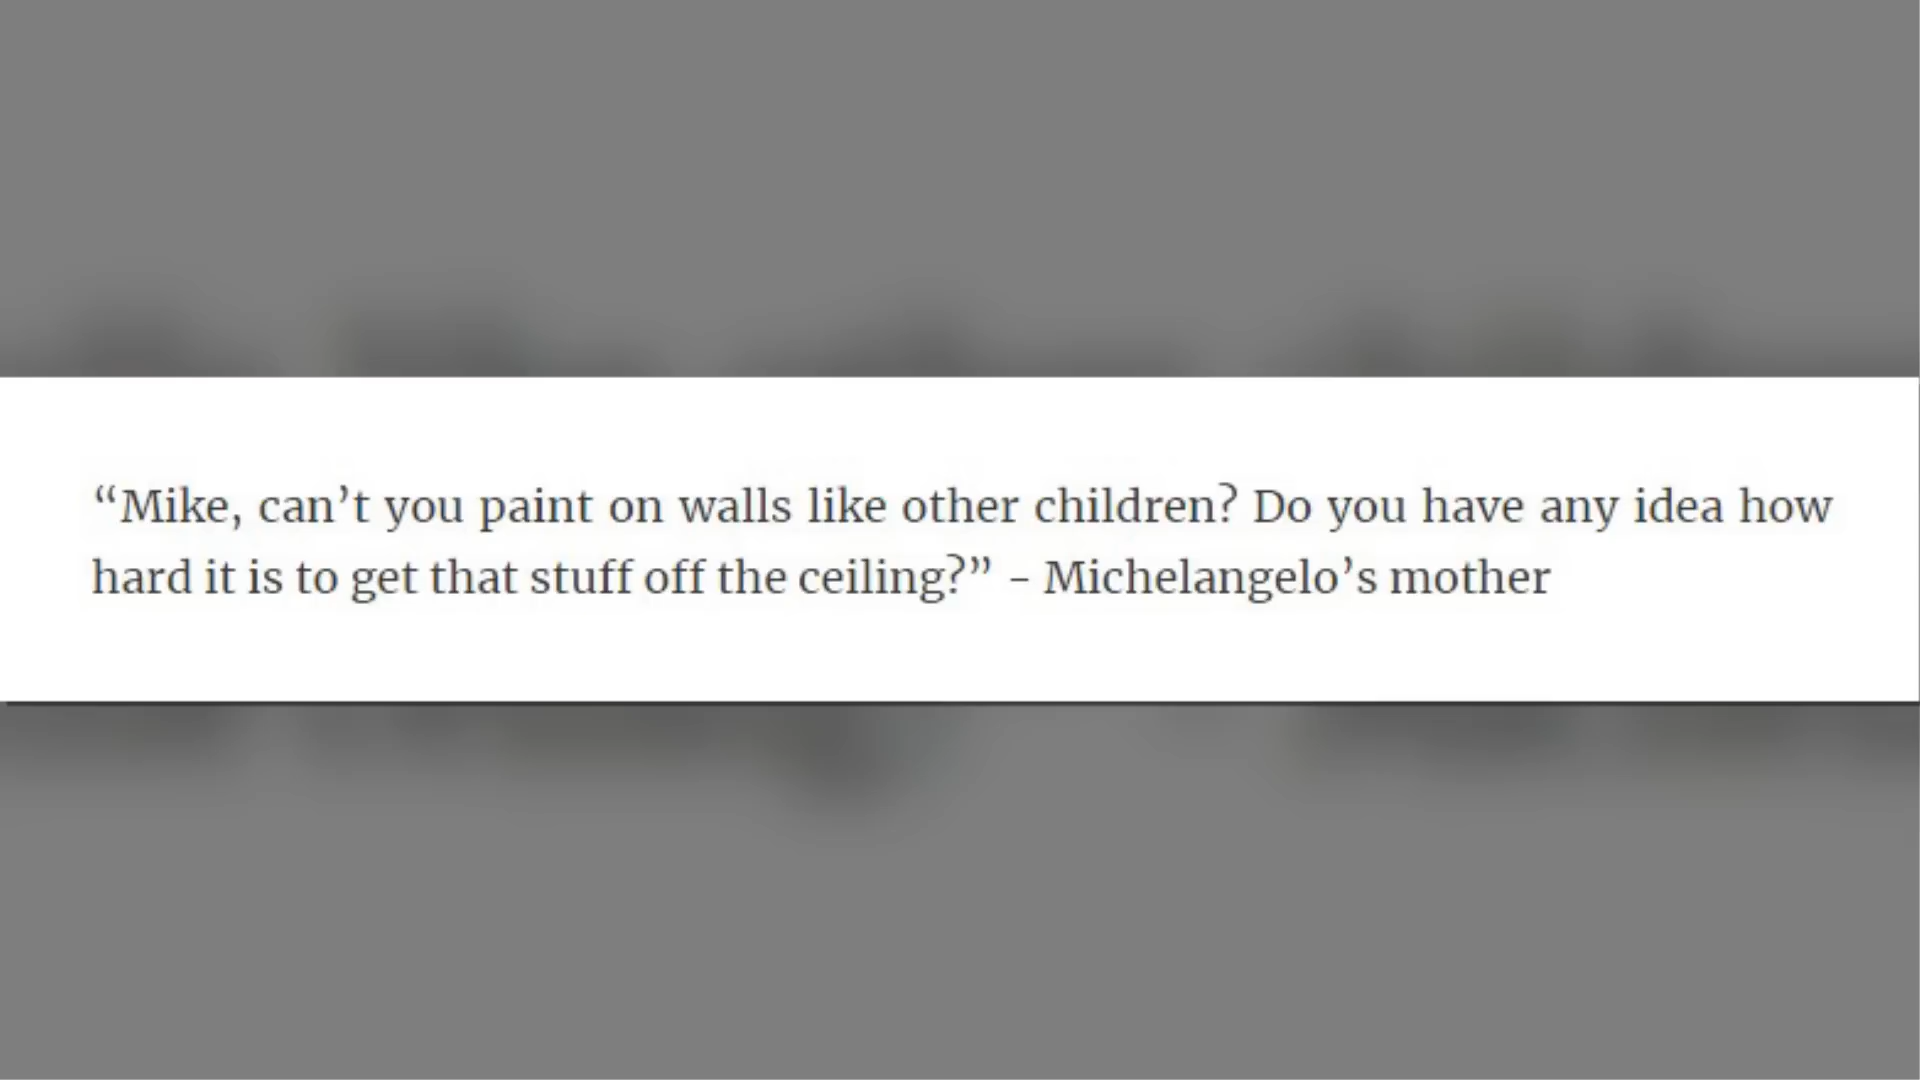 “Mike, can’t you paint on walls like other children? Do you have any idea how
hard it is to get that stuff off the ceiling?” – Michelangelo’s mother